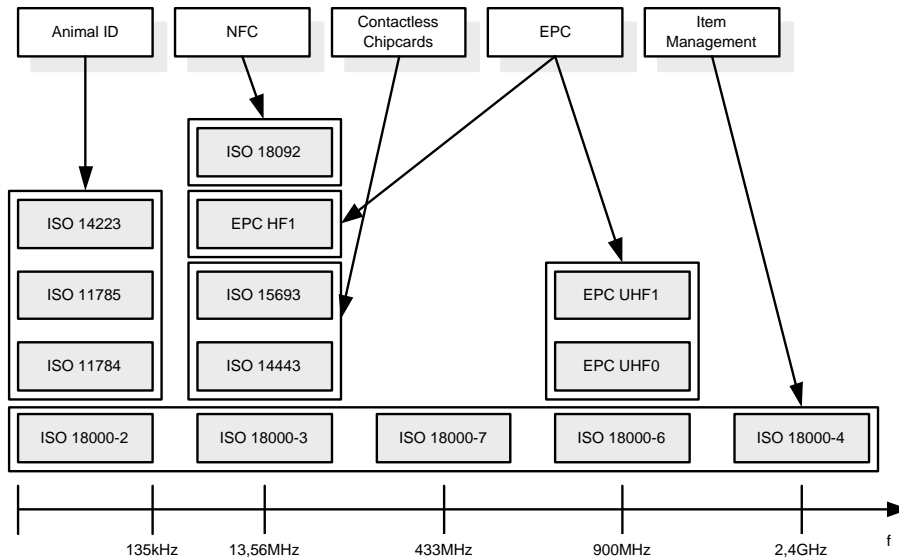 Animal ID
NFC
Contactless
Chipcards
EPC
Item
Management
ISO 18092
ISO 14223
EPC HF1
ISO 11785
ISO 15693
EPC UHF1
ISO 11784
ISO 14443
EPC UHF0
ISO 18000-2
ISO 18000-3
ISO 18000-7
ISO 18000-6
ISO 18000-4
135kHz
13,56MHz
433MHz
900MHz
2,4GHz
f